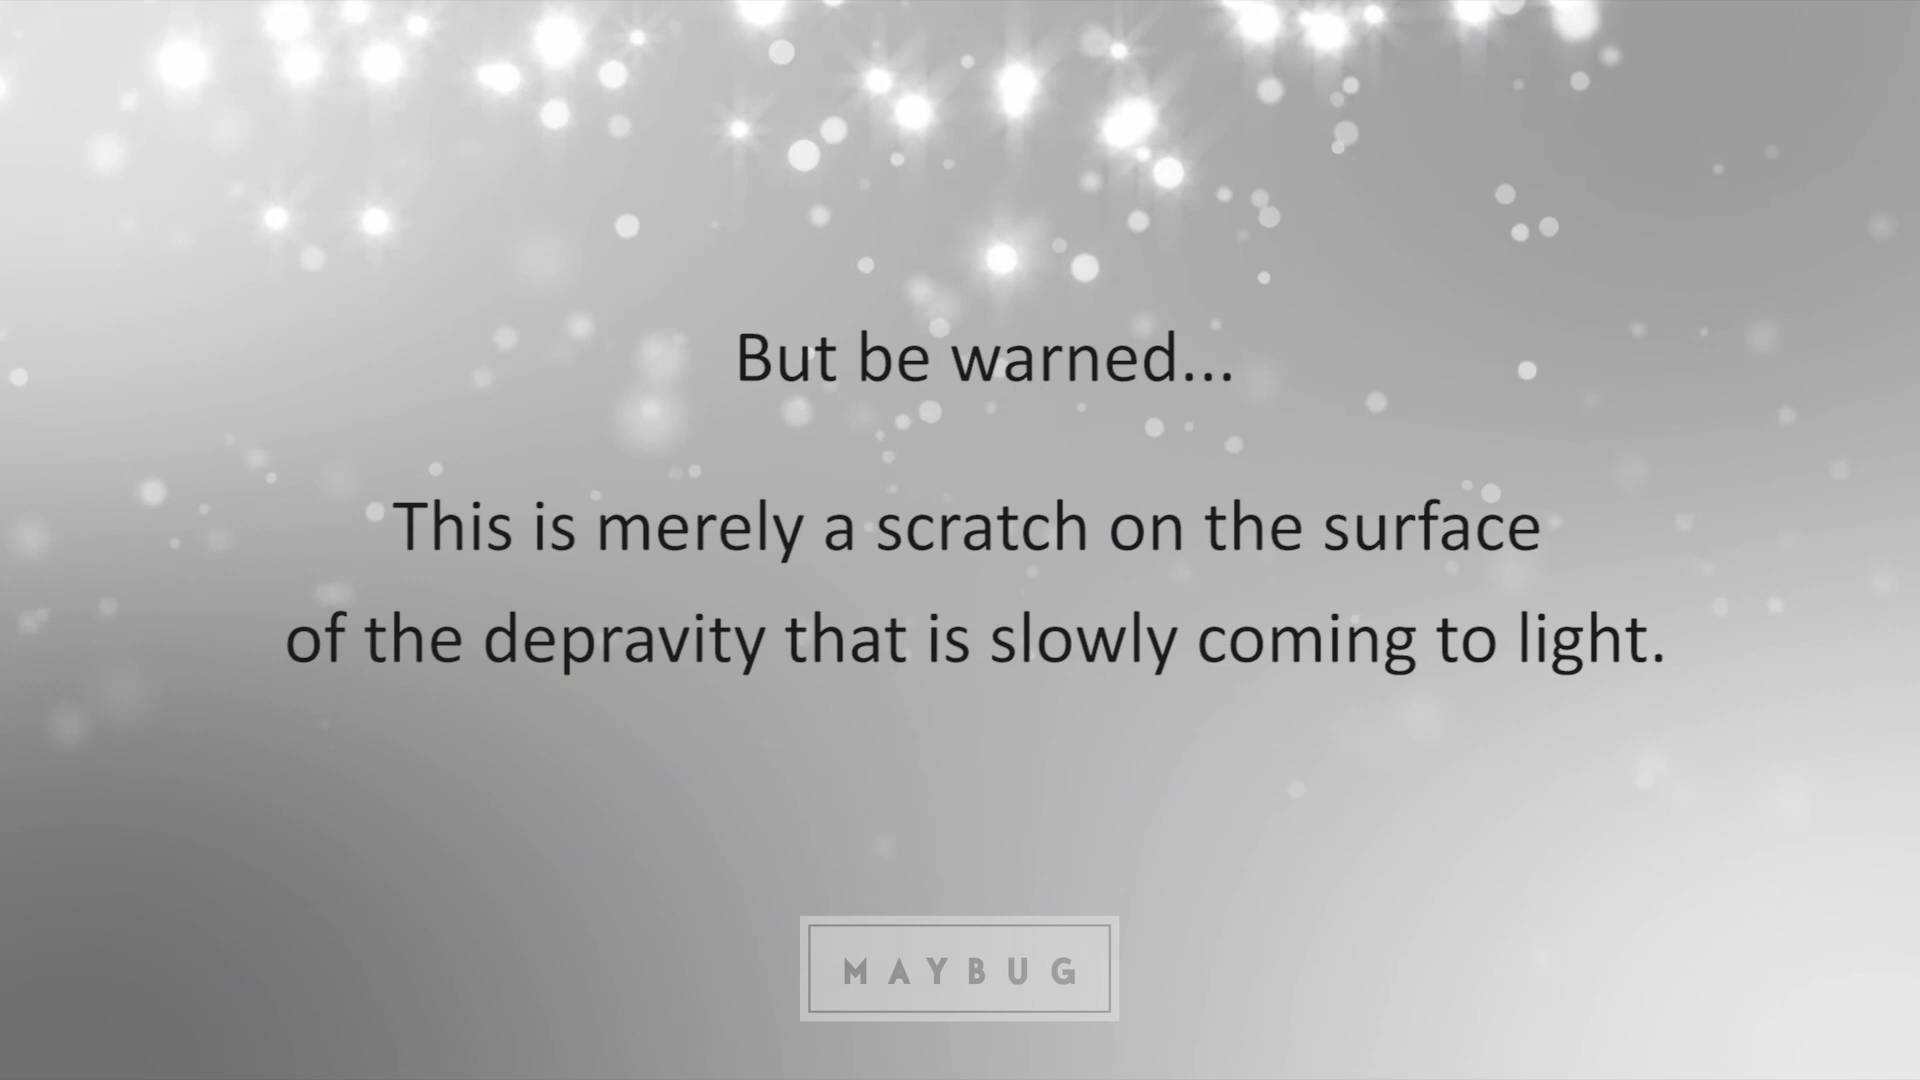 But be warned...
This is merely a scratch on the surface
of the depravity that is slowly coming to light.
MAYBUG